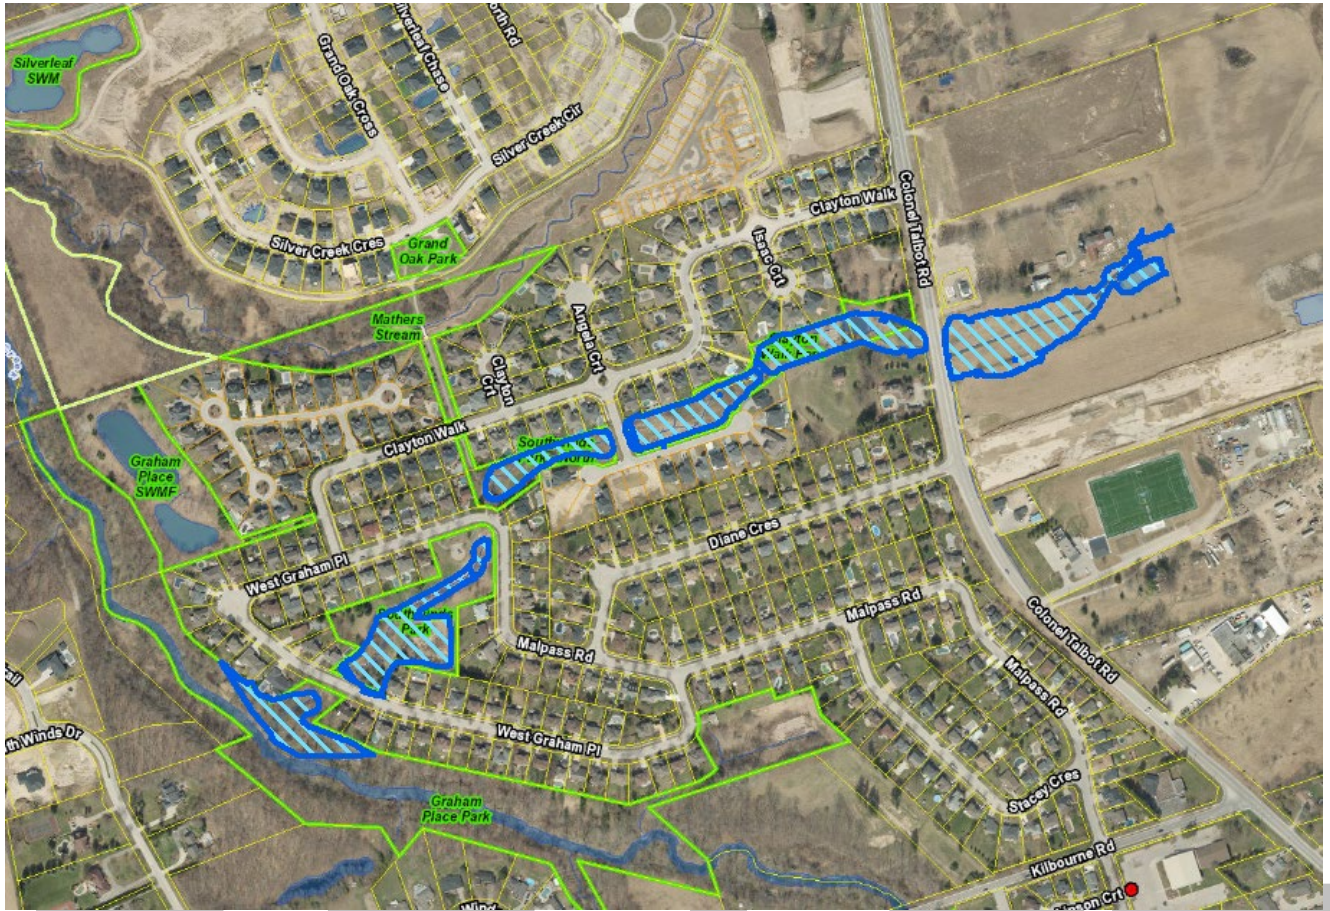 Silverleaf
SWM
Grand Oak Cross
Silverleaf Chase
Silver Creek Cir
Silver Creek Cres
Grand
Oak Park
Clayton Walk
Colonel Talbot Rd
Isaac Crt
Mathers
Stream
Angela Crt
Clayton
Crt
Clayton Walk
Graham
Place
SWMF
Diane Cres
West Graham Pl
Park
Malpass Rd
Malpass Rd
Colonel Talbot Rd
Malpass Rd
West Graham Pl
Stacey Cres
Graham
Place Park
Kilbourne Rd